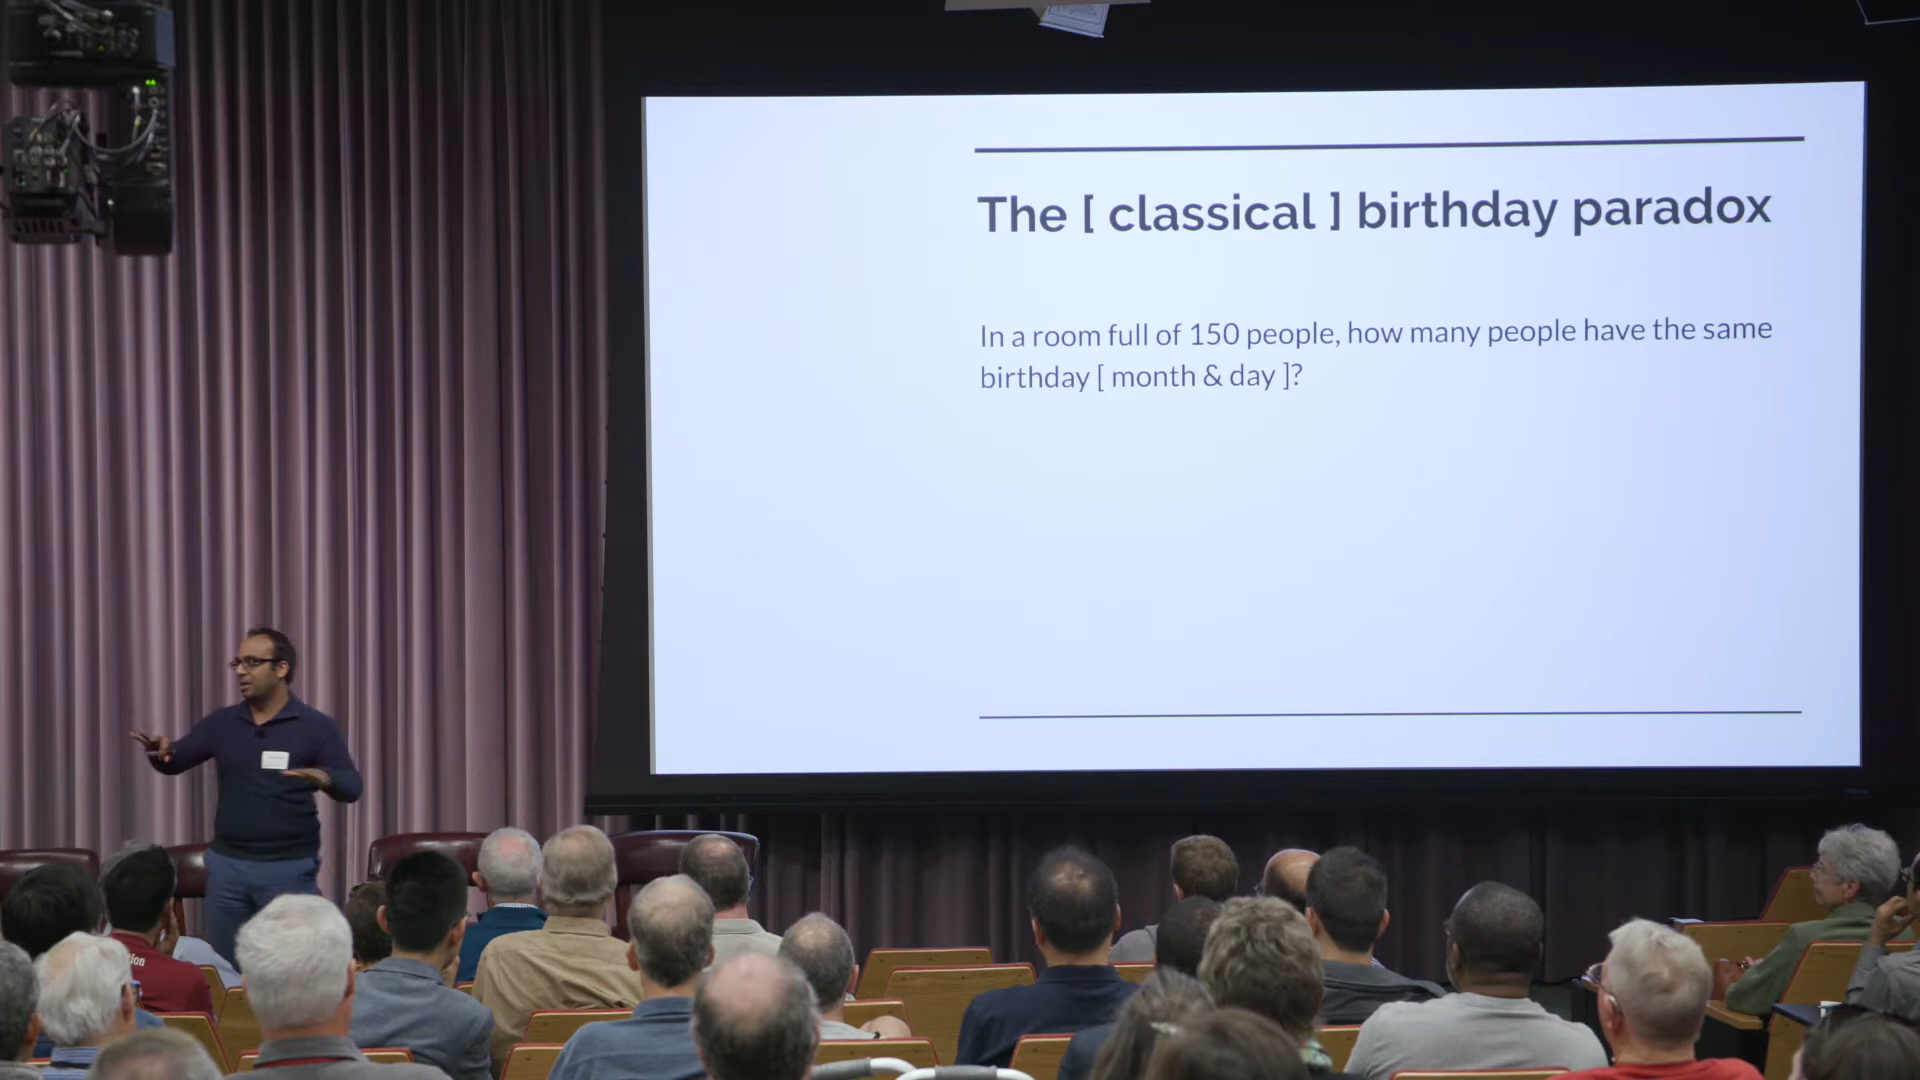 The [ classical ] birthday paradox
In a room full of 150 people, how many people have the same
birthday [ month & day ]?